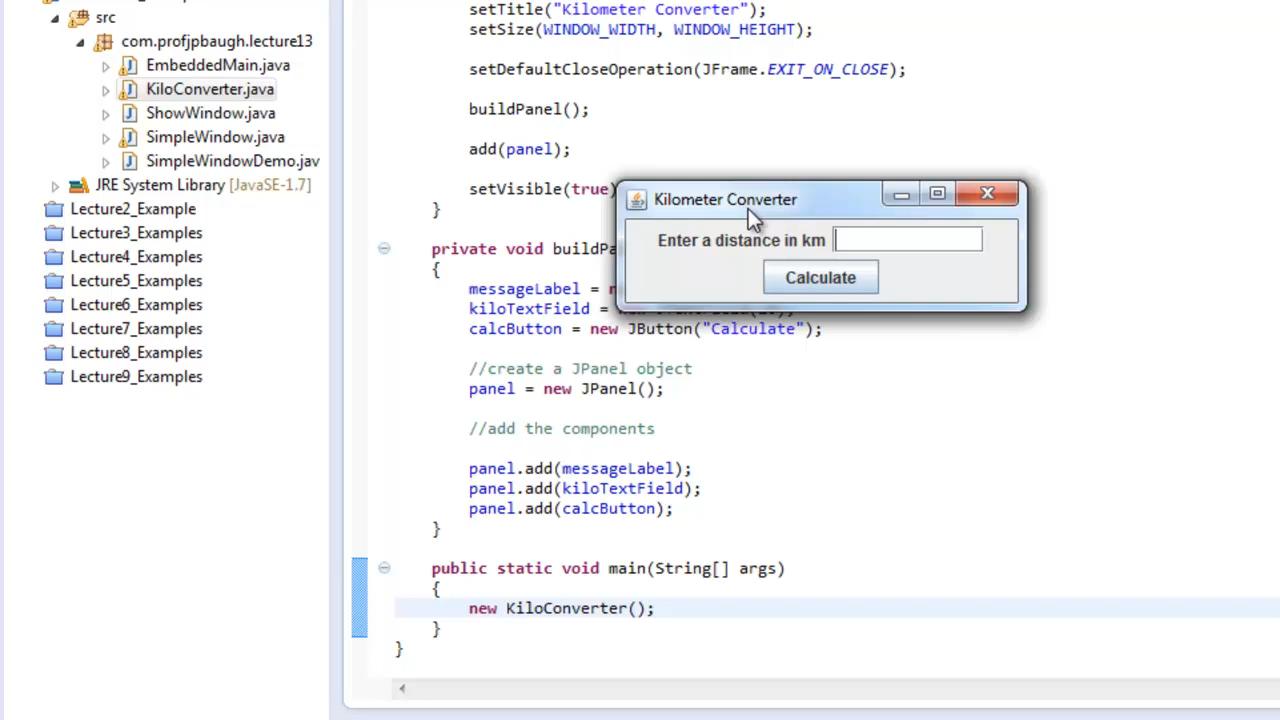 src
com.profjpbaugh.lecture13
EmbeddedMain.java
KiloConverter.java
ShowWindow.java
SimpleWindow.java
SimpleWindowDemo.jav
JRE System Library [JavaSE-1.7]
Lecture2_Example
Lecture3_Examples
Lecture4_Examples
Lecture5_Examples
Lecture6_Examples
Lecture7_Examples
Lecture8_Examples
Lecture9_Examples
setTitle("Kilometer Converter");
setSize(WINDOW_WIDTH, WINDOW_HEIGHT);
setDefaultCloseOperation(JFrame.EXIT_ON_CLOSE);
buildPanel();
add(panel);
setVisible(true)
}
private void buildPa
{
messageLabel =
kiloTextField =
calcButton = new JButton("Calculate");
//create a JPanel object
panel = new JPanel();
//add the components
panel.add(messageLabel);
panel.add(kiloTextField);
panel.add(calcButton);
}
public static void main(String[] args)
{
new KiloConverter();
}
}
Kilometer Converter
Enter a distance in km
Calculate